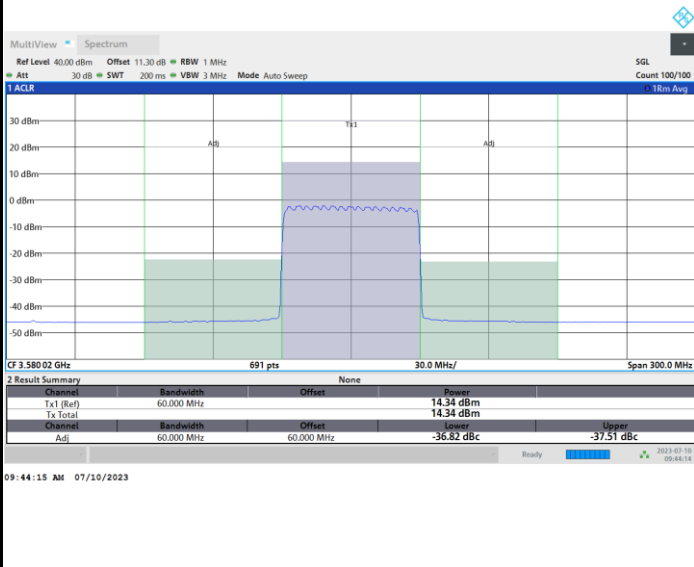 MultiView Spectrum
Ref Level 40.00 dBm Offset 11.30 dB RBW 1 MHz SGL
Att 30 dB SWT 200 ms VBW 3 MHz Mode Auto Sweep Count 100/100
1 ACLR 1Rm Avg
30 dBm
Tx1
20 dBm
Adj Adj
10 dBm
0 dBm
-10 dBm
-20 dBm
-30 dBm
-40 dBm
-50 dBm
CF 3.580 02 GHz 691 pts 30.0 MHz/ Span 300.0 MHz
2 Result Summary None
Channel Bandwidth Offset Power
Tx1 (Ref) 60.000 MHz 14.34 dBm
Tx Total 14.34 dBm
Channel Bandwidth Offset Lower Upper
Adj 60.000 MHz 60.000 MHz -36.82 dBc -37.51 dBc
Ready 2023-07-10
09:44:14
09:44:15 AM 07/10/2023